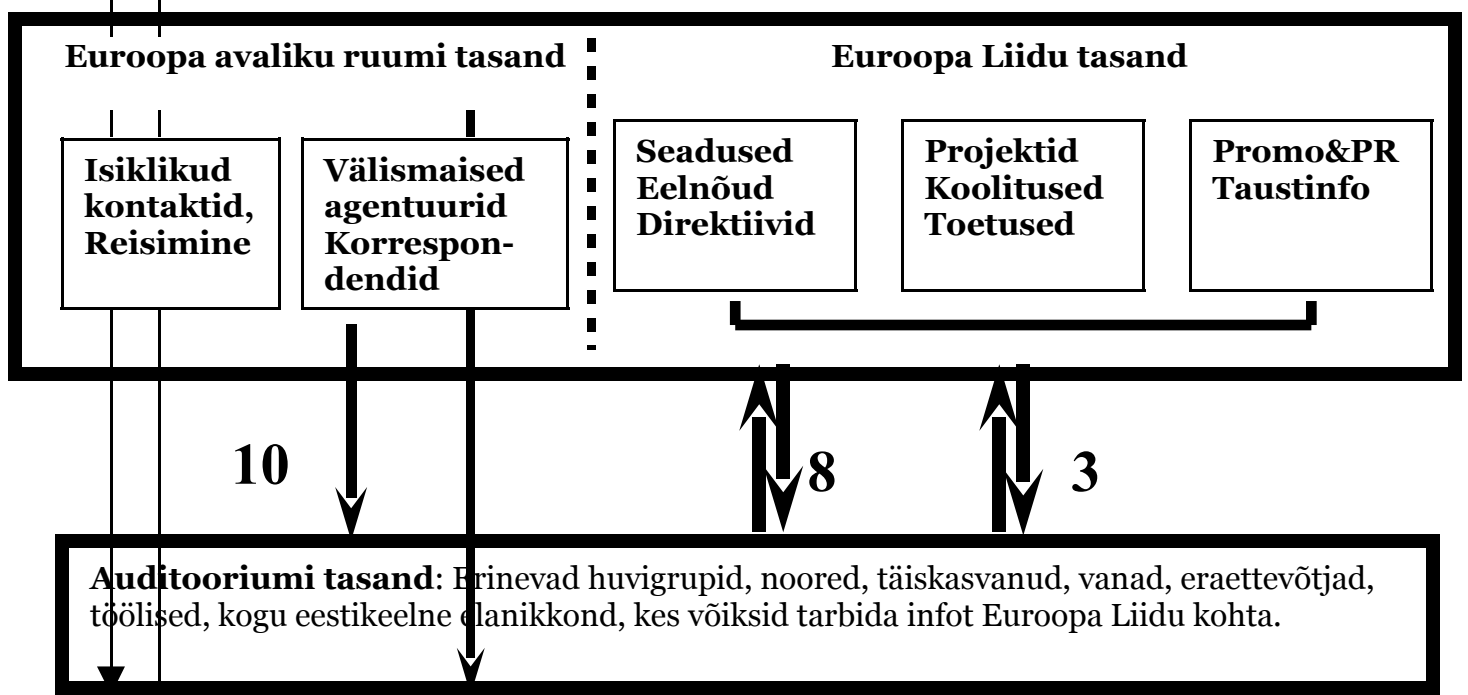 Euroopa avaliku ruumi tasand
Euroopa Liidu tasand
Isiklikud
kontaktid,
Reisimine
Välismaised
agentuurid
Korrespon-
dendid
Seadused
Eelnõud
Direktiivid
Projektid
Koolitused
Toetused
Promo&PR
Taustinfo
10
8
3
Auditooriumi tasand: Erinevad huvigrupid, noored, täiskasvanud, vanad, eraettevõtjad,
töölised, kogu eestikeelne elanikkond, kes võiksid tarbida infot Euroopa Liidu kohta.